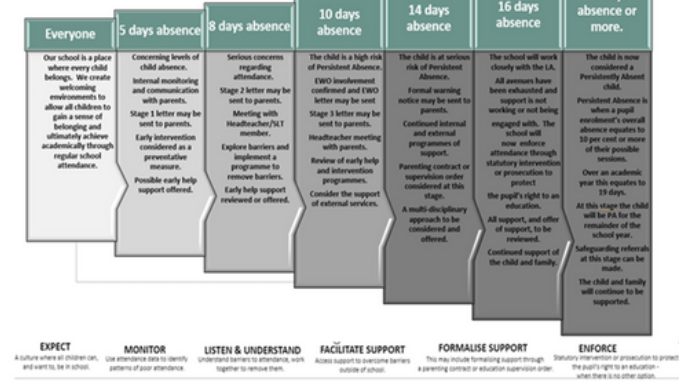 Everyone
Our school is a place
where every child
belongs. We create
welcoming
environments to
allow all children to
gain a sense of
belonging and
ultimately achieve
academically through
regular school
attendance.
5 days absence
Concerning levels of
child absence.
Internal monitoring
and communication
with parents.
Stage 1 letter may be
sent to parents.
Early intervention
considered as a
preventative
measure.
Possible early help
support offered.
8 days absence
Serious concerns
regarding
attendance.
Stage 2 letter may be
sent to parents.
Meeting with
Headteacher/SLT
member.
Explore barriers and
implement a
programme to
remove barriers.
Early help support
reviewed or offered.
10 days
absence
The child is a high risk
of Persistent Absence.
EWO involvement
confirmed and EWO
letter may be sent
Stage 3 letter may be
sent to parents.
Headteacher meeting
with parents.
Review of early help
and intervention
programmes.
Consider the support
of external services.
14 days
absence
The child is at serious
risk of Persistent
Absence.
Formal warning
notice may be sent to
parents.
Continued internal
and external
programmes of
support.
Parenting contract or
supervision order
considered at this
stage.
A multi-disciplinary
approach to be
considered and
offered.
16 days
absence
The school will work
closely with the LA.
All avenues have
been exhausted and
support is not
working or not being
engaged with. The
school will
now enforce
attendance through
statutory intervention
or prosecution to
protect
the pupil's right to an
education.
All support, and offer
of support, to be
reviewed.
Continued support of
the child and family.
absence or
more.
The child is now
considered a
Persistently Absent
child.
Persistent Absence is
when a pupil
enrolment's overall
absence equates to
10 per cent or more
of their possible
sessions.
Over an academic
year this equates to
19 days.
At this stage the child
will be PA for the
remainder of the
school year.
Safeguarding referrals
at this stage can be
made.
The child and family
will continue to be
supported.
EXPECT
A culture where all children can,
and want to, be in school.
MONITOR
Use attendance data to identify
patterns of poor attendance.
LISTEN & UNDERSTAND
Understand barriers to attendance, work
together to remove them.
FACILITATE SUPPORT
Access support to overcome barriers
outside of school.
FORMALISE SUPPORT
This may include formalising support through
a parenting contract or education supervision order.
ENFORCE
Statutory intervention or prosecution to protect
the pupil's right to an education –
when there is no other option.